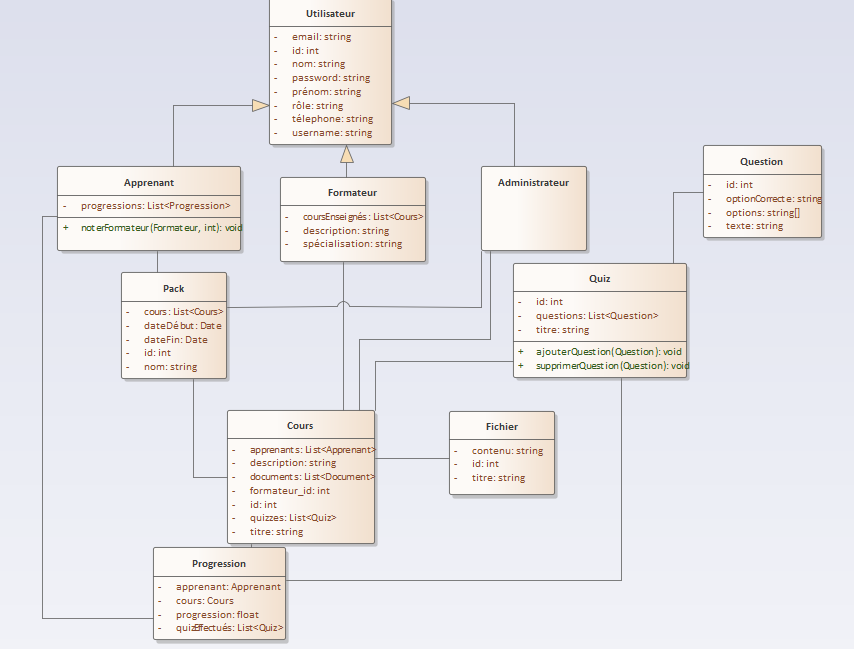 Utilisateur
- email: string
- id: int
- nom: string
- password: string
- prénom: string
- rôle: string
- télephone: string
- username: string
Apprenant
- progressions: List<Progression>
+ noterFormateur(Formateur, int): void
Formateur
- coursEnseignés: List<Cours>
- description: string
- spécialisation: string
Administrateur
Question
- id: int
- optionCorrecte: string
- options: string[]
- texte: string
Pack
- cours: List<Cours>
- dateDébut: Date
- dateFin: Date
- id: int
- nom: string
Quiz
- id: int
- questions: List<Question>
- titre: string
+ ajouterQuestion(Question): void
+ supprimerQuestion(Question): void
Cours
- apprenants: List<Apprenant>
- description: string
- documents: List<Document>
- formateur_id: int
- id: int
- quizzes: List<Quiz>
- titre: string
Fichier
- contenu: string
- id: int
- titre: string
Progression
- apprenant: Apprenant
- cours: Cours
- progression: float
- quizEffectués: List<Quiz>